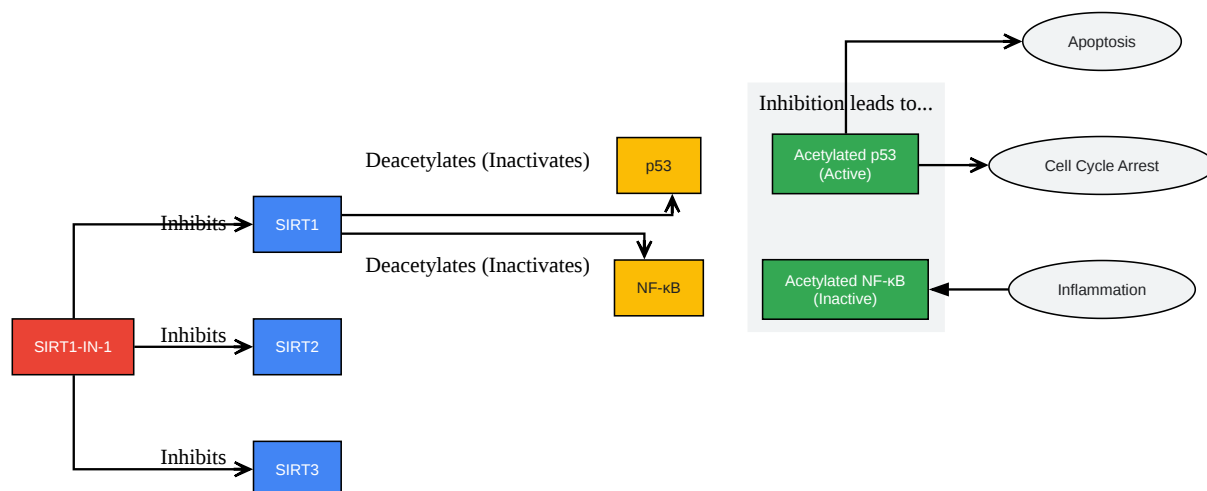 Apoptosis
Inhibition leads to...
Deacetylates (Inactivates)
p53
Acetylated p53
(Active)
Cell Cycle Arrest
Inhibits
SIRT1
Deacetylates (Inactivates)
NF-κB
Acetylated NF-κB
(Inactive)
Inflammation
SIRT1-IN-1
Inhibits
SIRT2
Inhibits
SIRT3